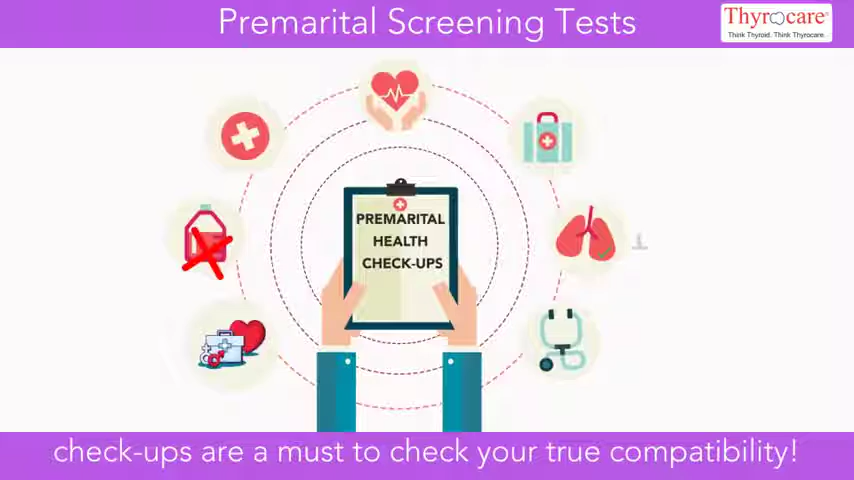 Premarital Screening Tests
Thyrocare®
Think Thyroid. Think Thyrocare.
PREMARITAL
HEALTH
CHECK-UPS
check-ups are a must to check your true compatibility!